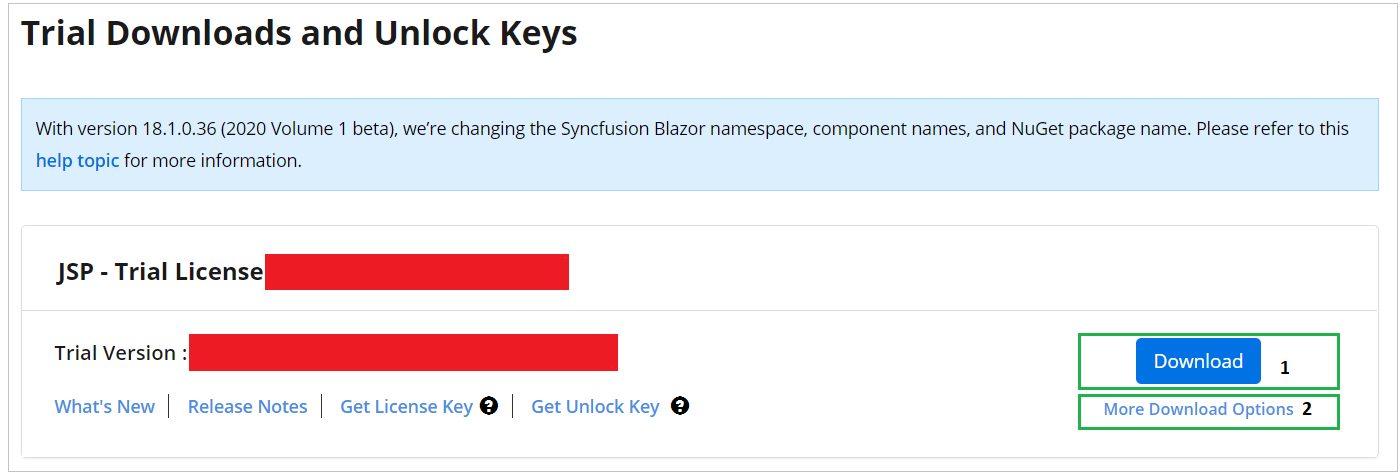 Trial Downloads and Unlock Keys
With version 18.1.0.36 (2020 Volume 1 beta), we’re changing the Syncfusion Blazor namespace, component names, and NuGet package name. Please refer to this
help topic for more information.
JSP - Trial License
Trial Version :
Download 1
What's New Release Notes Get License Key ? Get Unlock Key ?
More Download Options 2